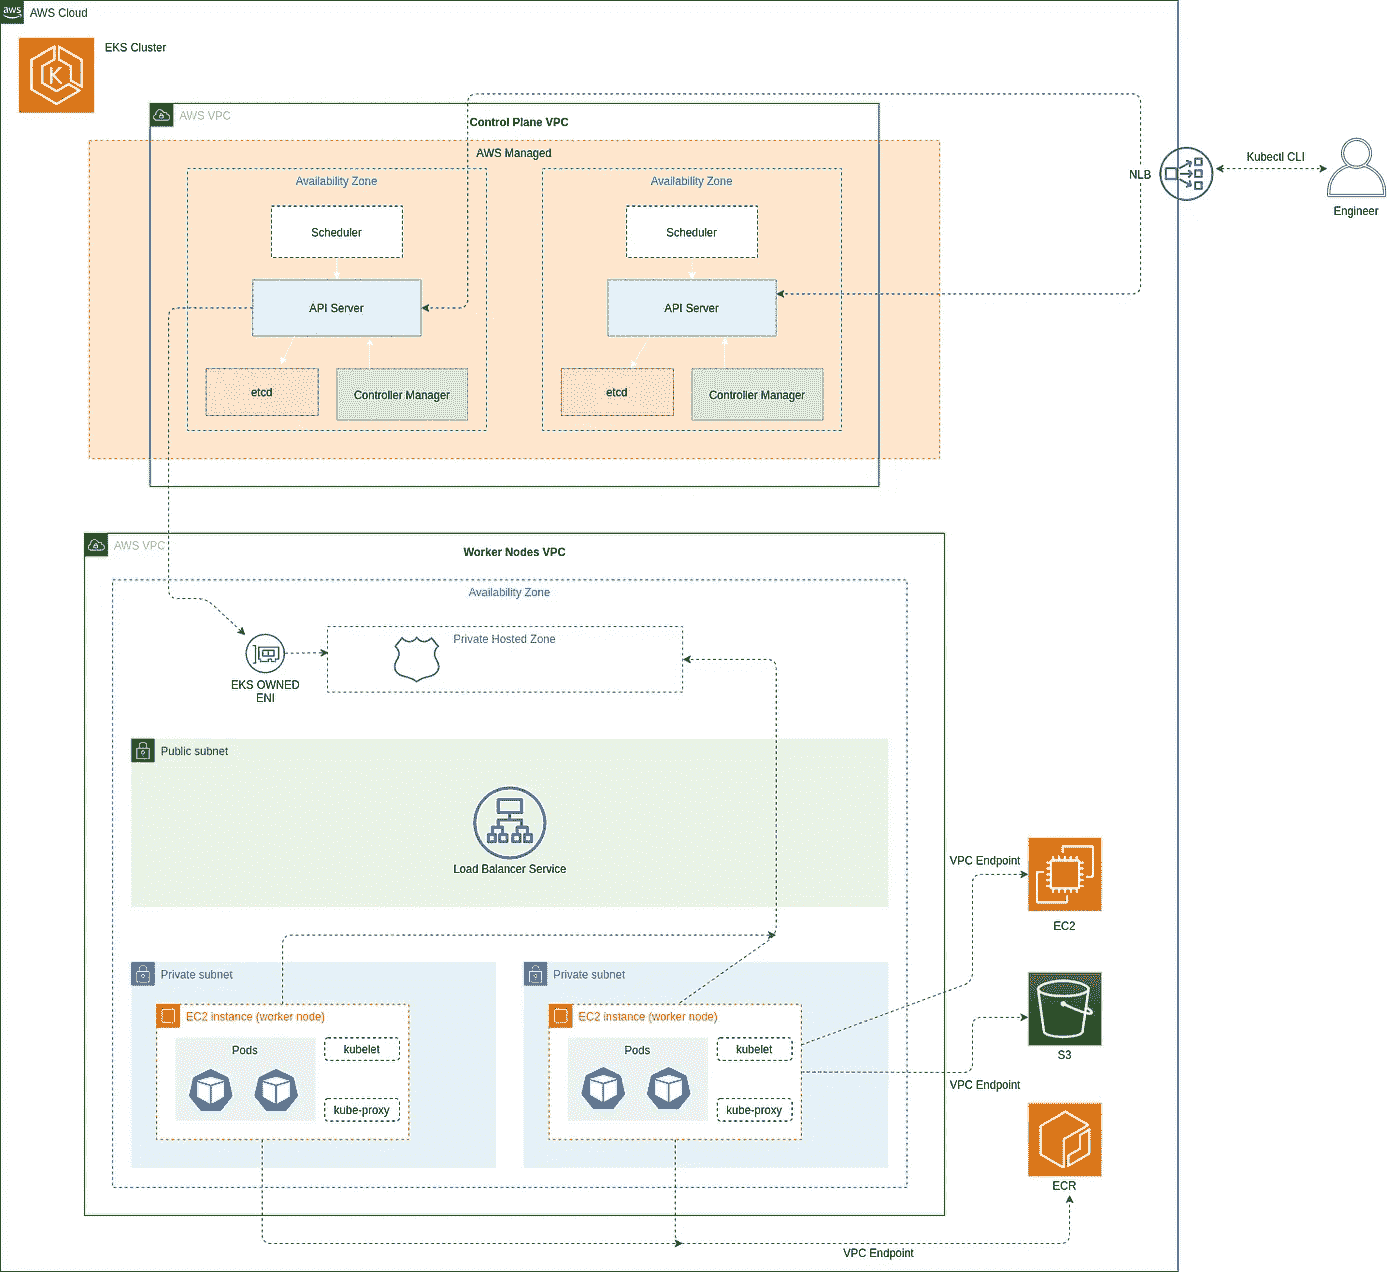 aws
AWS Cloud
EKS Cluster
AWS VPC
Control Plane VPC
AWS Managed
Availability Zone
Availability Zone
Scheduler
Scheduler
API Server
API Server
etcd
Controller Manager
etcd
Controller Manager
NLB
Kubectl CLI
Engineer
AWS VPC
Worker Nodes VPC
Availability Zone
Private Hosted Zone
EKS OWNED
ENI
Public subnet
Load Balancer Service
VPC Endpoint
EC2
Private subnet
Private subnet
EC2 instance (worker node)
EC2 instance (worker node)
Pods
kubelet
Pods
kubelet
kube-proxy
kube-proxy
S3
VPC Endpoint
ECR
VPC Endpoint